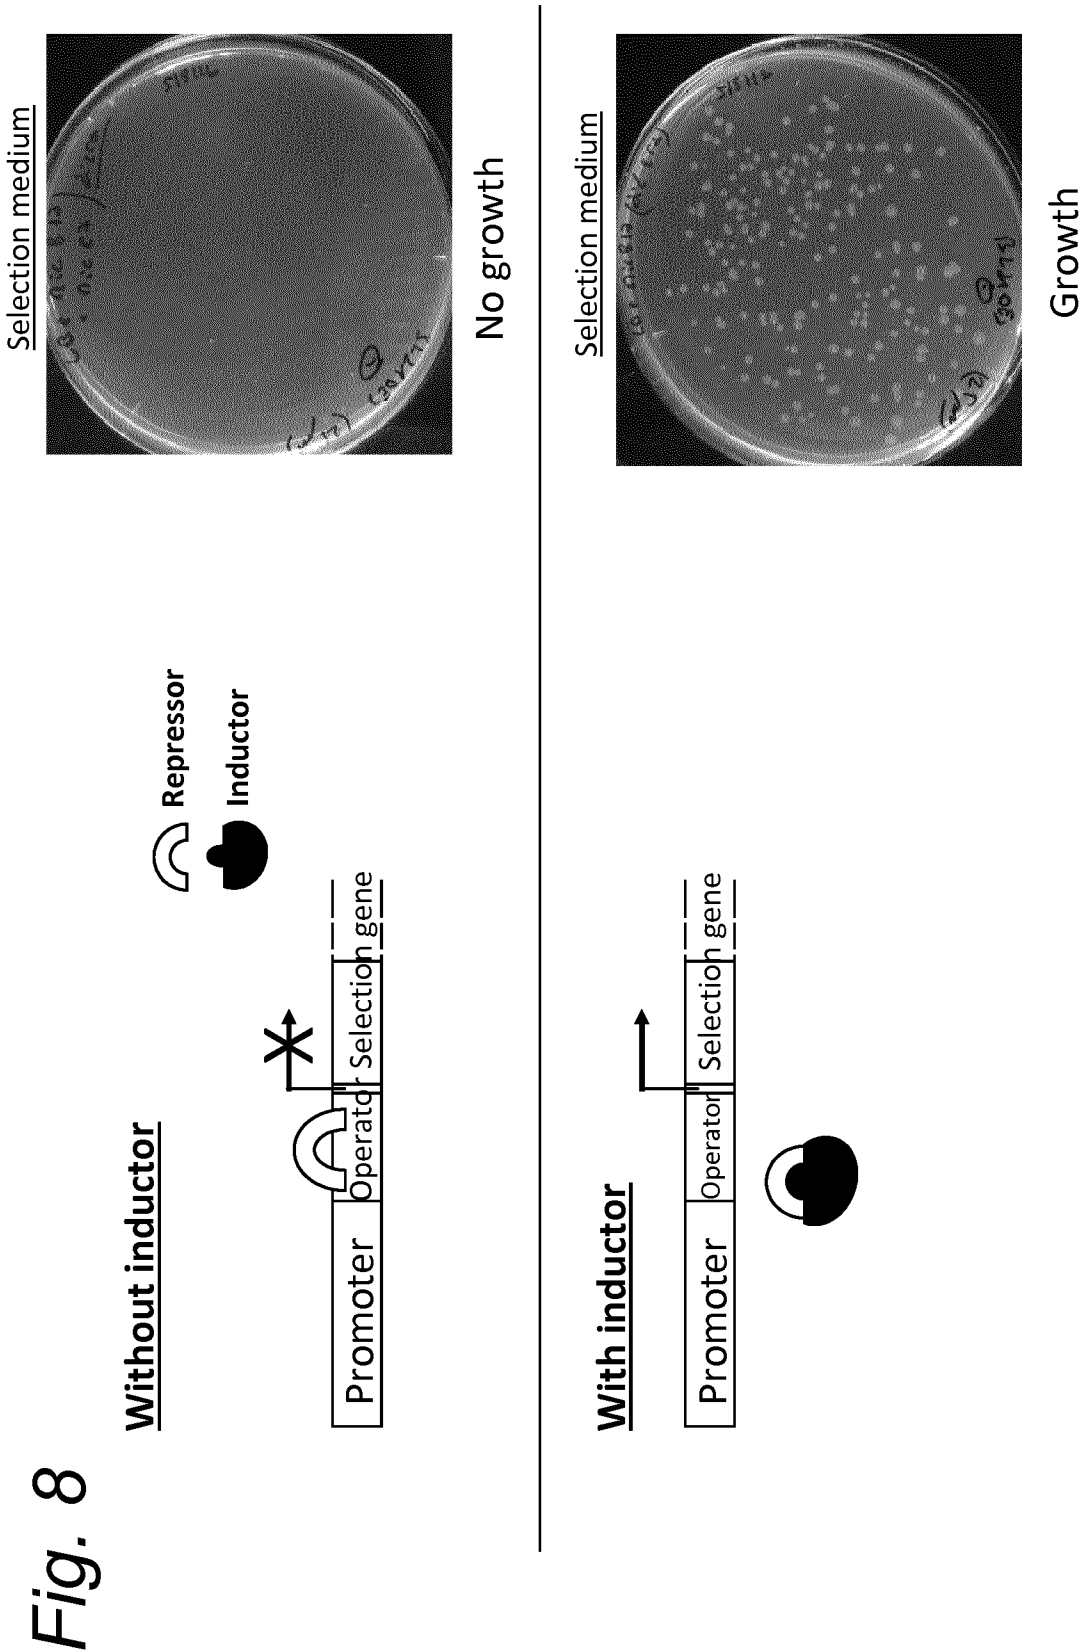 Fig. 8
Without inductor
Repressor
Inductor
Promoter
Operator
Selection gene
Selection medium
No growth
With inductor
Promoter
Operator
Selection gene
Selection medium
Growth